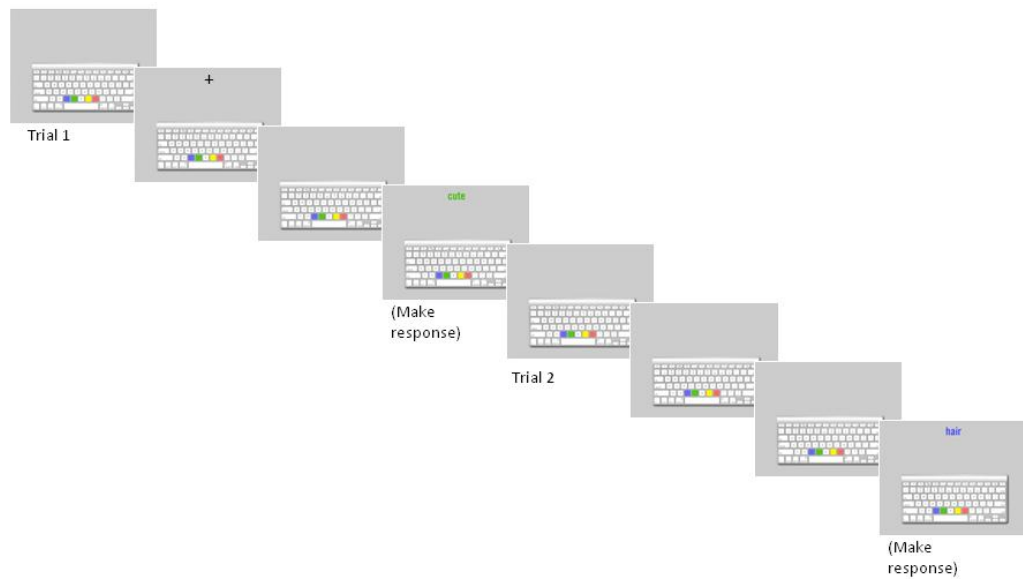 +
Trial 1
cute
(Make
response)
Trial 2
hair
(Make
response)